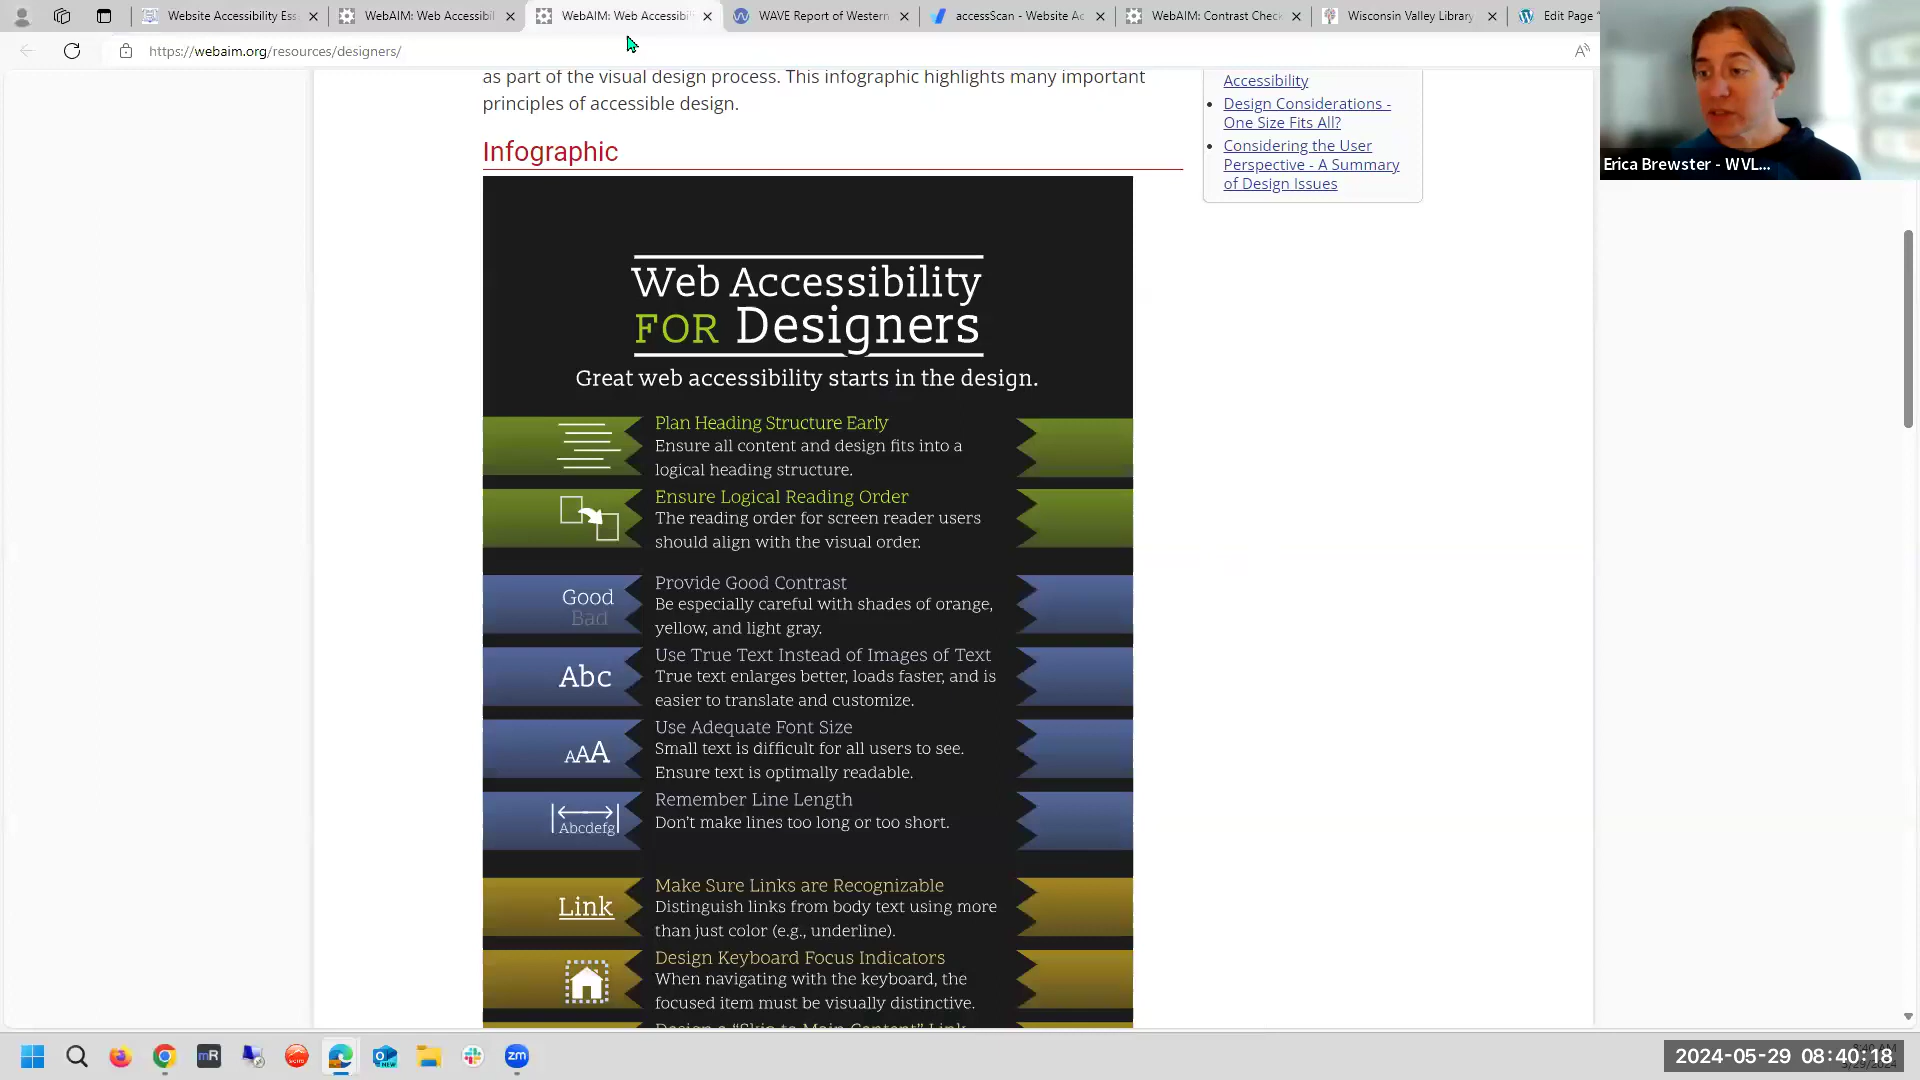 Website Accessibility Ess
WebAIM: Web Accessibil
WebAIM: Web Accessibil
WAVE Report of Western
accessScan - Website Ac
WebAIM: Contrast Check
Wisconsin Valley Library
Edit Page "
https://webaim.org/resources/designers/
as part of the visual design process. This infographic highlights many important
principles of accessible design.
Infographic
Accessibility
Design Considerations -
One Size Fits All?
Considering the User
Perspective - A Summary
of Design Issues
Erica Brewster - WVL...
Web Accessibility
FOR Designers
Great web accessibility starts in the design.
Plan Heading Structure Early
Ensure all content and design fits into a
logical heading structure.
Ensure Logical Reading Order
The reading order for screen reader users
should align with the visual order.
Good
Bad
Provide Good Contrast
Be especially careful with shades of orange,
yellow, and light gray.
Abc
Use True Text Instead of Images of Text
True text enlarges better, loads faster, and is
easier to translate and customize.
AAA
Use Adequate Font Size
Small text is difficult for all users to see.
Ensure text is optimally readable.
Abcdefg
Remember Line Length
Don't make lines too long or too short.
Link
Make Sure Links are Recognizable
Distinguish links from body text using more
than just color (e.g., underline).
Design Keyboard Focus Indicators
When navigating with the keyboard, the
focused item must be visually distinctive.
Design a "Skip to Main Content" Link
mR
zm
2024-05-29 08:40:18